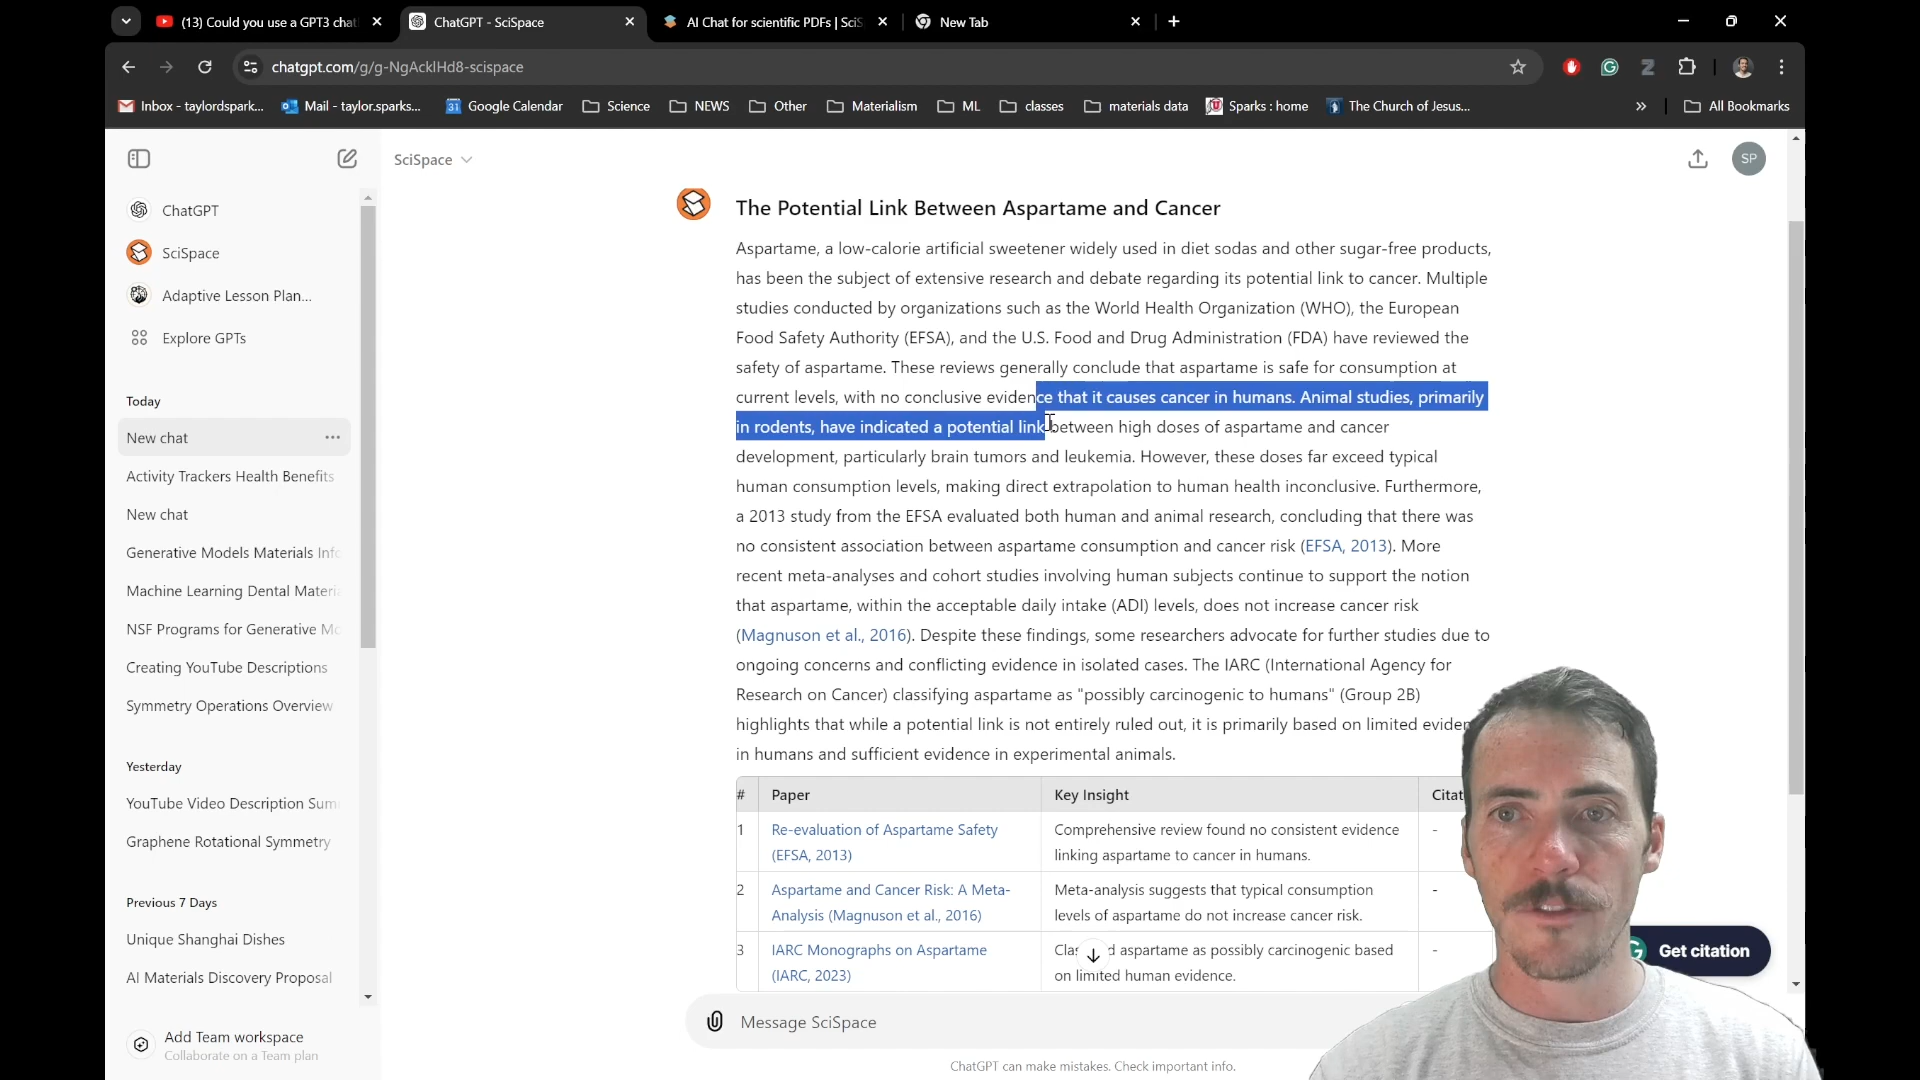 (13) Could you use a GPT3 chat
ChatGPT - SciSpace
AI Chat for scientific PDFs | SciS
New Tab
chatgpt.com/g/g-NgAcklHd8-scispace
Inbox - taylordspark...
Mail - taylor.sparks...
Google Calendar
Science
NEWS
Other
Materialism
ML
classes
materials data
Sparks : home
The Church of Jesus...
All Bookmarks
SciSpace
SP
ChatGPT
SciSpace
Adaptive Lesson Plan...
Explore GPTs
Today
New chat
Activity Trackers Health Benefits
New chat
Generative Models Materials Info
Machine Learning Dental Materia
NSF Programs for Generative Mo
Creating YouTube Descriptions
Symmetry Operations Overview
Yesterday
YouTube Video Description Sum
Graphene Rotational Symmetry
Previous 7 Days
Unique Shanghai Dishes
AI Materials Discovery Proposal
Add Team workspace
Collaborate on a Team plan
The Potential Link Between Aspartame and Cancer
Aspartame, a low-calorie artificial sweetener widely used in diet sodas and other sugar-free products,
has been the subject of extensive research and debate regarding its potential link to cancer. Multiple
studies conducted by organizations such as the World Health Organization (WHO), the European
Food Safety Authority (EFSA), and the U.S. Food and Drug Administration (FDA) have reviewed the
safety of aspartame. These reviews generally conclude that aspartame is safe for consumption at
current levels, with no conclusive evidence that it causes cancer in humans. Animal studies, primarily
in rodents, have indicated a potential link between high doses of aspartame and cancer
development, particularly brain tumors and leukemia. However, these doses far exceed typical
human consumption levels, making direct extrapolation to human health inconclusive. Furthermore,
a 2013 study from the EFSA evaluated both human and animal research, concluding that there was
no consistent association between aspartame consumption and cancer risk (EFSA, 2013). More
recent meta-analyses and cohort studies involving human subjects continue to support the notion
that aspartame, within the acceptable daily intake (ADI) levels, does not increase cancer risk
(Magnuson et al., 2016). Despite these findings, some researchers advocate for further studies due to
ongoing concerns and conflicting evidence in isolated cases. The IARC (International Agency for
Research on Cancer) classifying aspartame as "possibly carcinogenic to humans" (Group 2B)
highlights that while a potential link is not entirely ruled out, it is primarily based on limited eviden
in humans and sufficient evidence in experimental animals.
# Paper Key Insight Citat
1 Re-evaluation of Aspartame Safety Comprehensive review found no consistent evidence -
(EFSA, 2013) linking aspartame to cancer in humans.
2 Aspartame and Cancer Risk: A Meta- Meta-analysis suggests that typical consumption -
Analysis (Magnuson et al., 2016) levels of aspartame do not increase cancer risk.
3 IARC Monographs on Aspartame Clas d aspartame as possibly carcinogenic based -
(IARC, 2023) on limited human evidence.
Get citation
Message SciSpace
ChatGPT can make mistakes. Check important info.